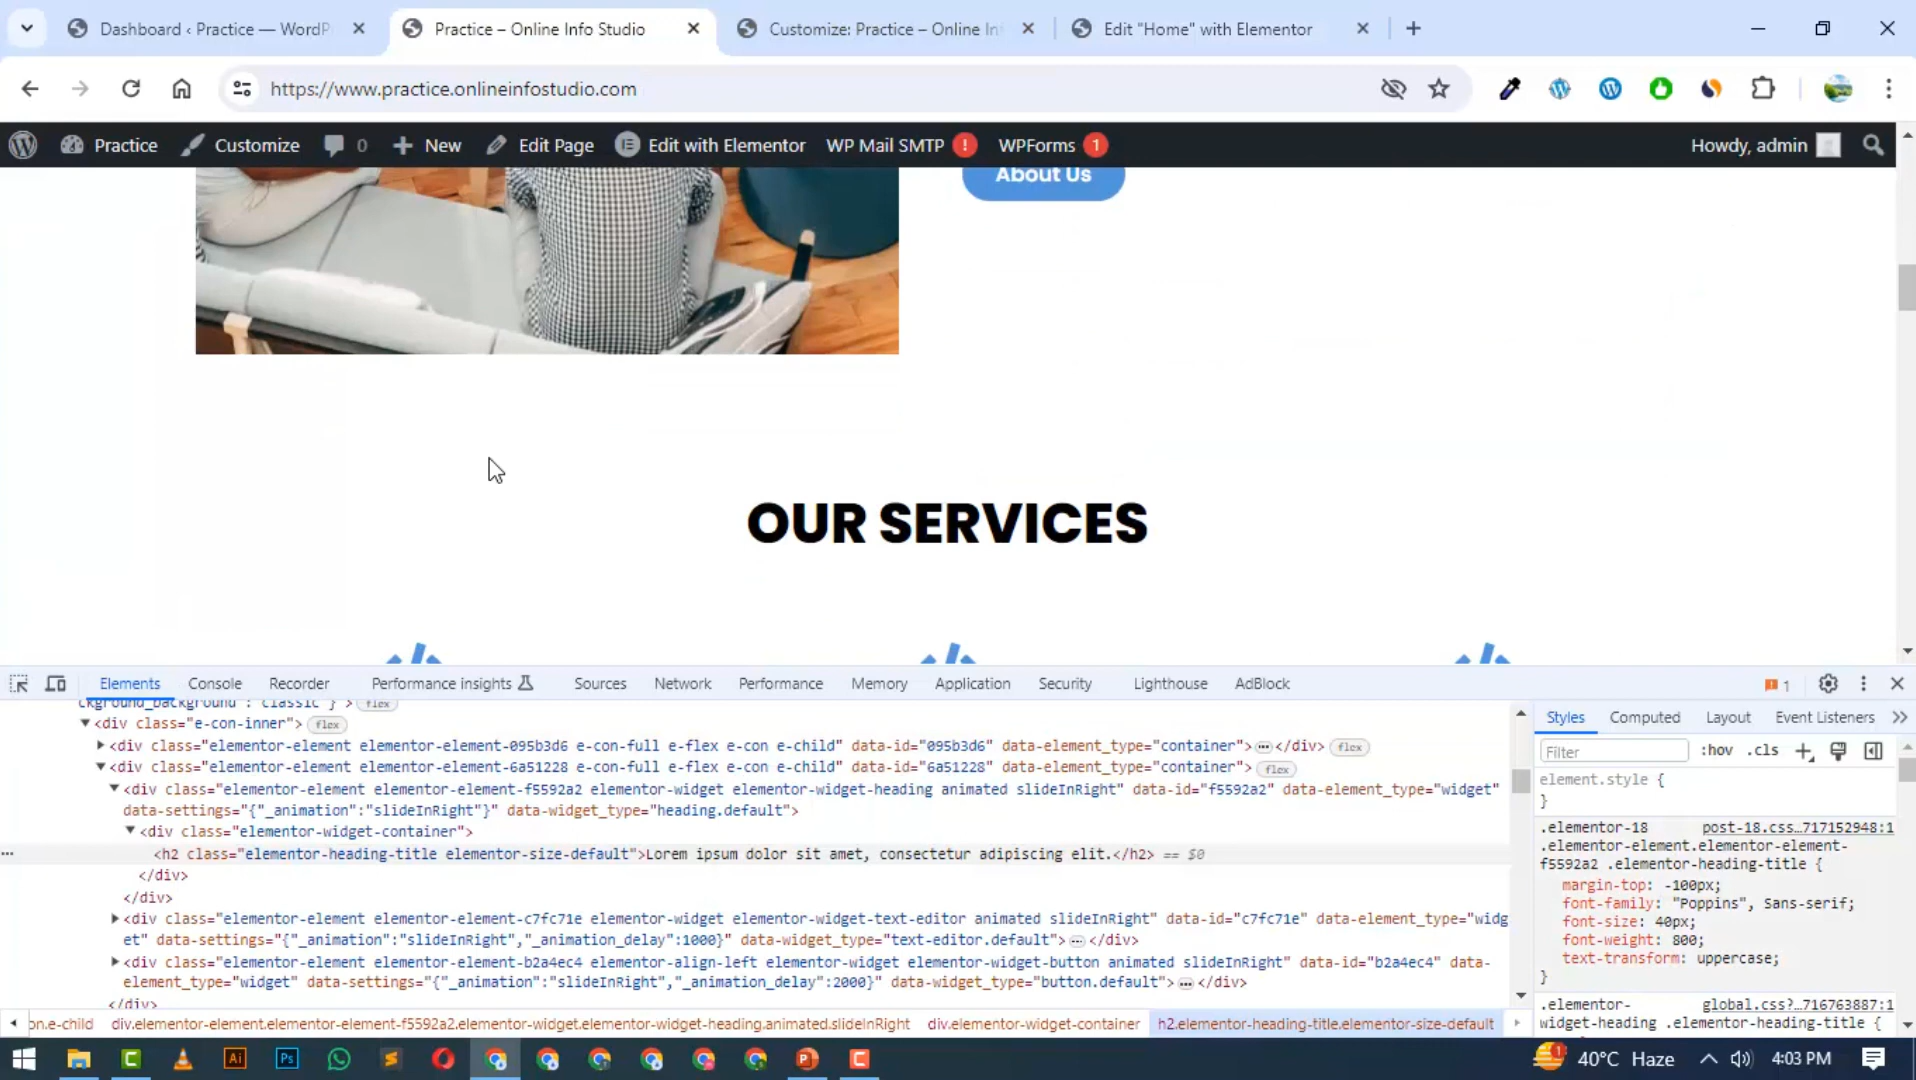 Dashboard ‹ Practice — WordP
Practice – Online Info Studio
Customize: Practice – Online In
Edit "Home" with Elementor
https://www.practice.onlineinfostudio.com
Practice Customize 0 New Edit Page Edit with Elementor WP Mail SMTP ! WPForms 1 Howdy, admin
About Us
OUR SERVICES
Elements Console Recorder Performance insights Sources Network Performance Memory Application Security Lighthouse AdBlock 1
ckground_background":"classic"}"> flex
<div class="e-con-inner"> flex
<div class="elementor-element elementor-element-095b3d6 e-con-full e-flex e-con e-child" data-id="095b3d6" data-element_type="container">…</div> flex
<div class="elementor-element elementor-element-6a51228 e-con-full e-flex e-con e-child" data-id="6a51228" data-element_type="container"> flex
<div class="elementor-element elementor-element-f5592a2 elementor-widget elementor-widget-heading animated slideInRight" data-id="f5592a2" data-element_type="widget"
data-settings="{"_animation":"slideInRight"}" data-widget_type="heading.default">
<div class="elementor-widget-container">
<h2 class="elementor-heading-title elementor-size-default">Lorem ipsum dolor sit amet, consectetur adipiscing elit.</h2> == $0
</div>
</div>
<div class="elementor-element elementor-element-c7fc71e elementor-widget elementor-widget-text-editor animated slideInRight" data-id="c7fc71e" data-element_type="widg
et" data-settings="{"_animation":"slideInRight","_animation_delay":1000}" data-widget_type="text-editor.default">…</div>
<div class="elementor-element elementor-element-b2a4ec4 elementor-align-left elementor-widget elementor-widget-button animated slideInRight" data-id="b2a4ec4" data-
element_type="widget" data-settings="{"_animation":"slideInRight","_animation_delay":2000}" data-widget_type="button.default">…</div>
</div>
on.e-child div.elementor-element.elementor-element-f5592a2.elementor-widget.elementor-widget-heading.animated.slideInRight div.elementor-widget-container h2.elementor-heading-title.elementor-size-default
Styles Computed Layout Event Listeners
Filter :hov .cls
element.style {
}
.elementor-18 post-18.css…717152948:1
.elementor-element.elementor-element-
f5592a2 .elementor-heading-title {
margin-top: -100px;
font-family: "Poppins", Sans-serif;
font-size: 40px;
font-weight: 800;
text-transform: uppercase;
}
.elementor- global.css?…716763887:1
widget-heading .elementor-heading-title {
Ai Ps
1 40°C Haze 4:03 PM